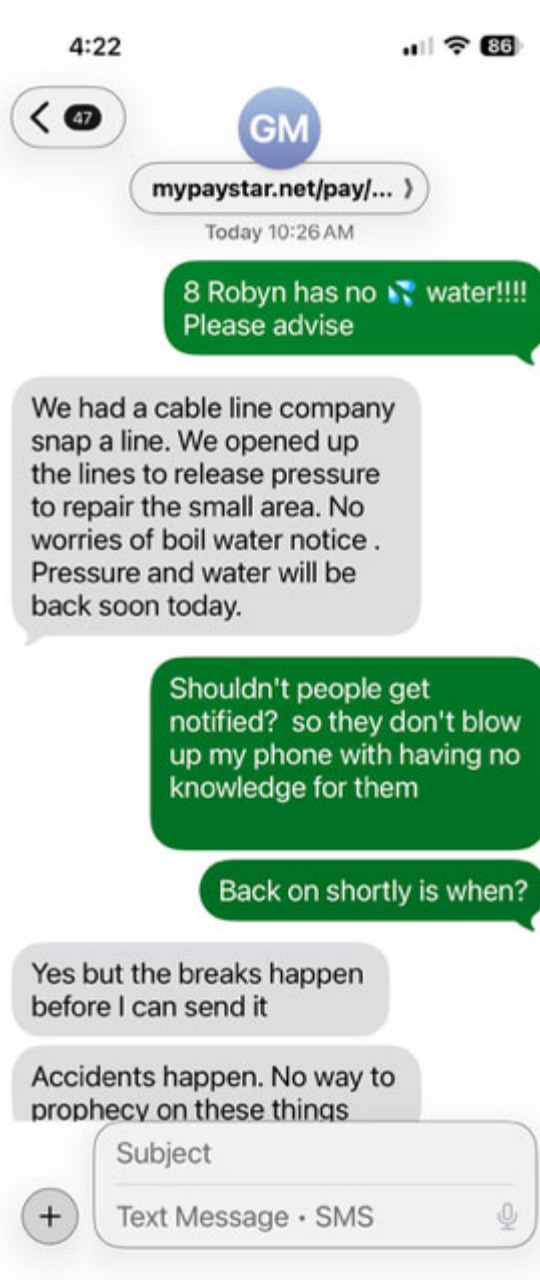 4:22
86
47
GM
mypaystar.net/pay/...
Today 10:26 AM
8 Robyn has no 💦 water!!!!
Please advise
We had a cable line company
snap a line. We opened up
the lines to release pressure
to repair the small area. No
worries of boil water notice .
Pressure and water will be
back soon today.
Shouldn't people get
notified?  so they don't blow
up my phone with having no
knowledge for them
Back on shortly is when?
Yes but the breaks happen
before I can send it
Accidents happen. No way to
prophecy on these things
Subject
Text Message • SMS